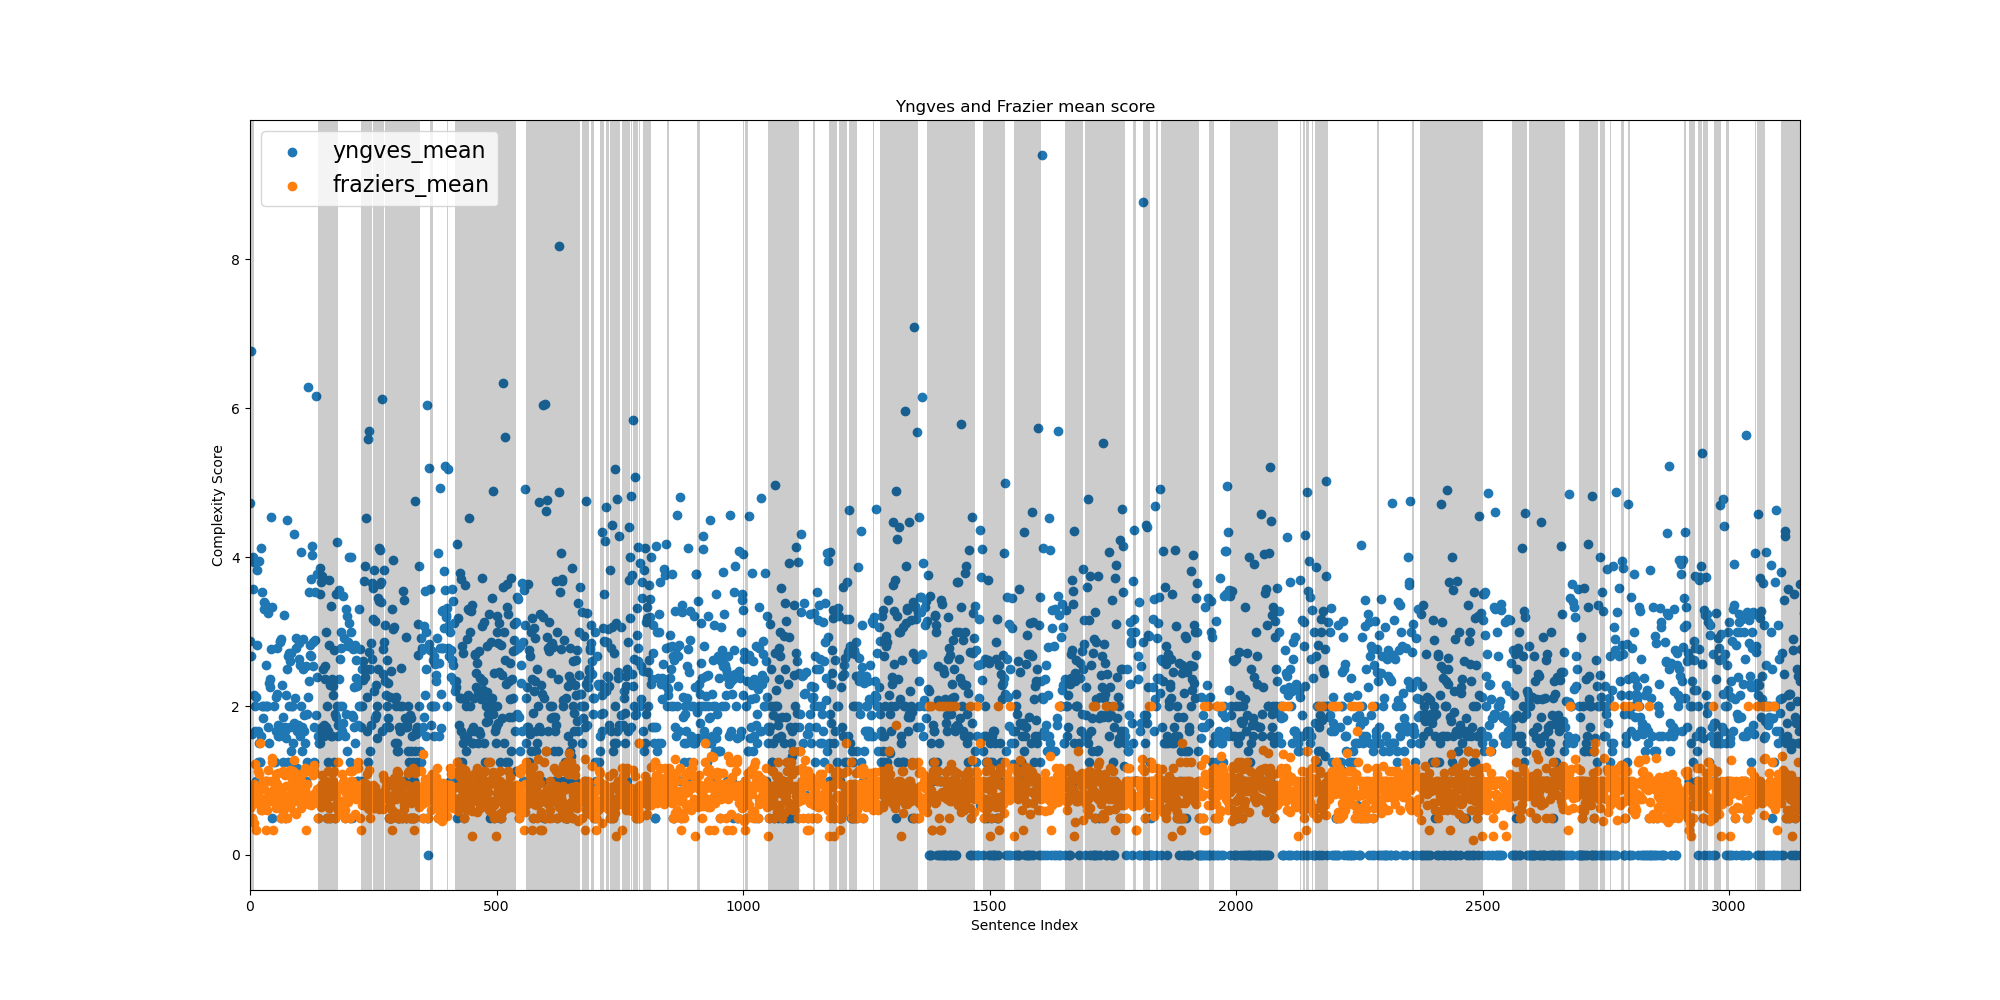 Yngves and Frazier mean score
yngves_mean
fraziers_mean
Complexity Score
8
6
4
2
0
0 500 1000 1500 2000 2500 3000
Sentence Index